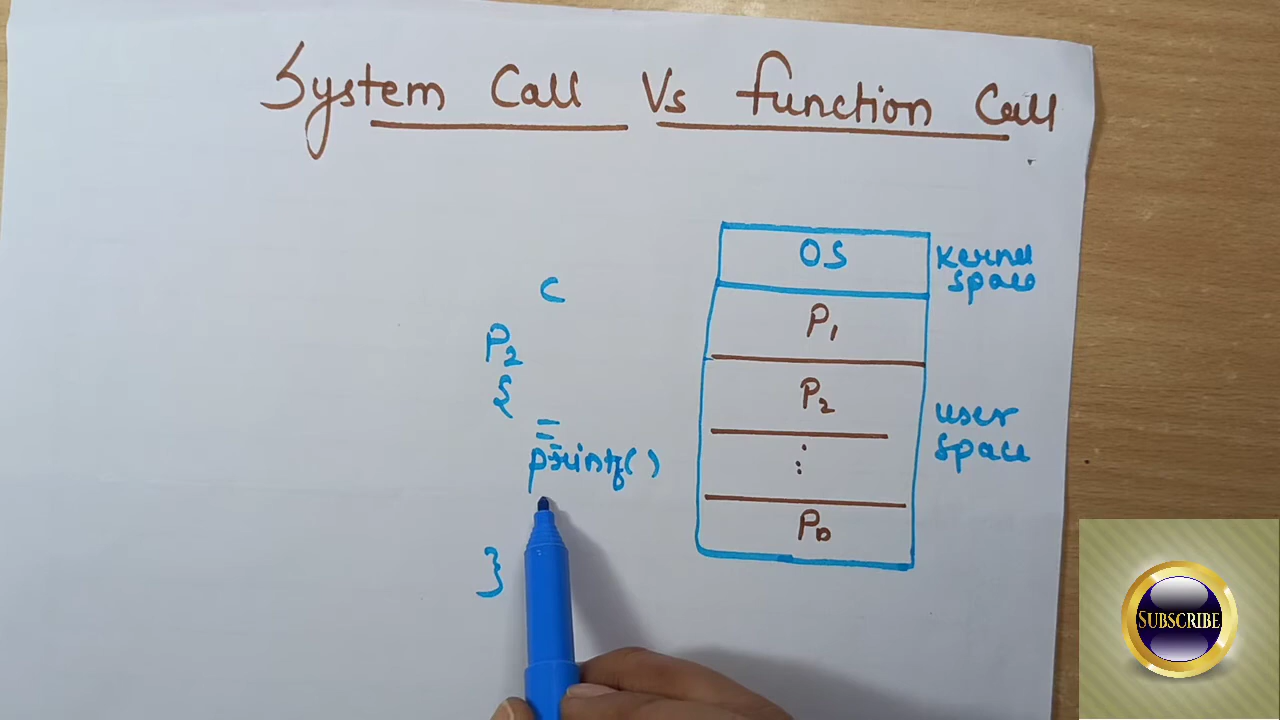 System Call Vs function Call
C
P2
{
printf()
}
OS
P1
P2
⋮
Pn
Kernel space
user space
SUBSCRIBE